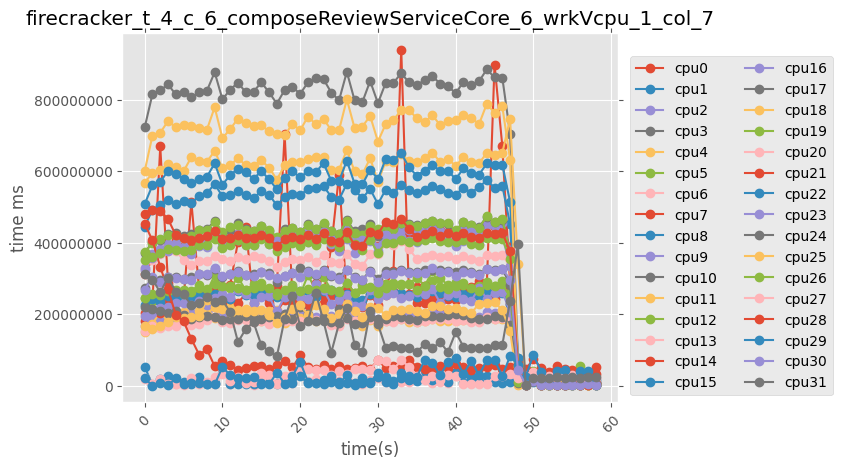 firecracker_t_4_c_6_composeReviewServiceCore_6_wrkVcpu_1_col_7
time ms
800000000
600000000
400000000
200000000
0
0
10
20
30
40
50
60
time(s)
cpu0
cpu1
cpu2
cpu3
cpu4
cpu5
cpu6
cpu7
cpu8
cpu9
cpu10
cpu11
cpu12
cpu13
cpu14
cpu15
cpu16
cpu17
cpu18
cpu19
cpu20
cpu21
cpu22
cpu23
cpu24
cpu25
cpu26
cpu27
cpu28
cpu29
cpu30
cpu31